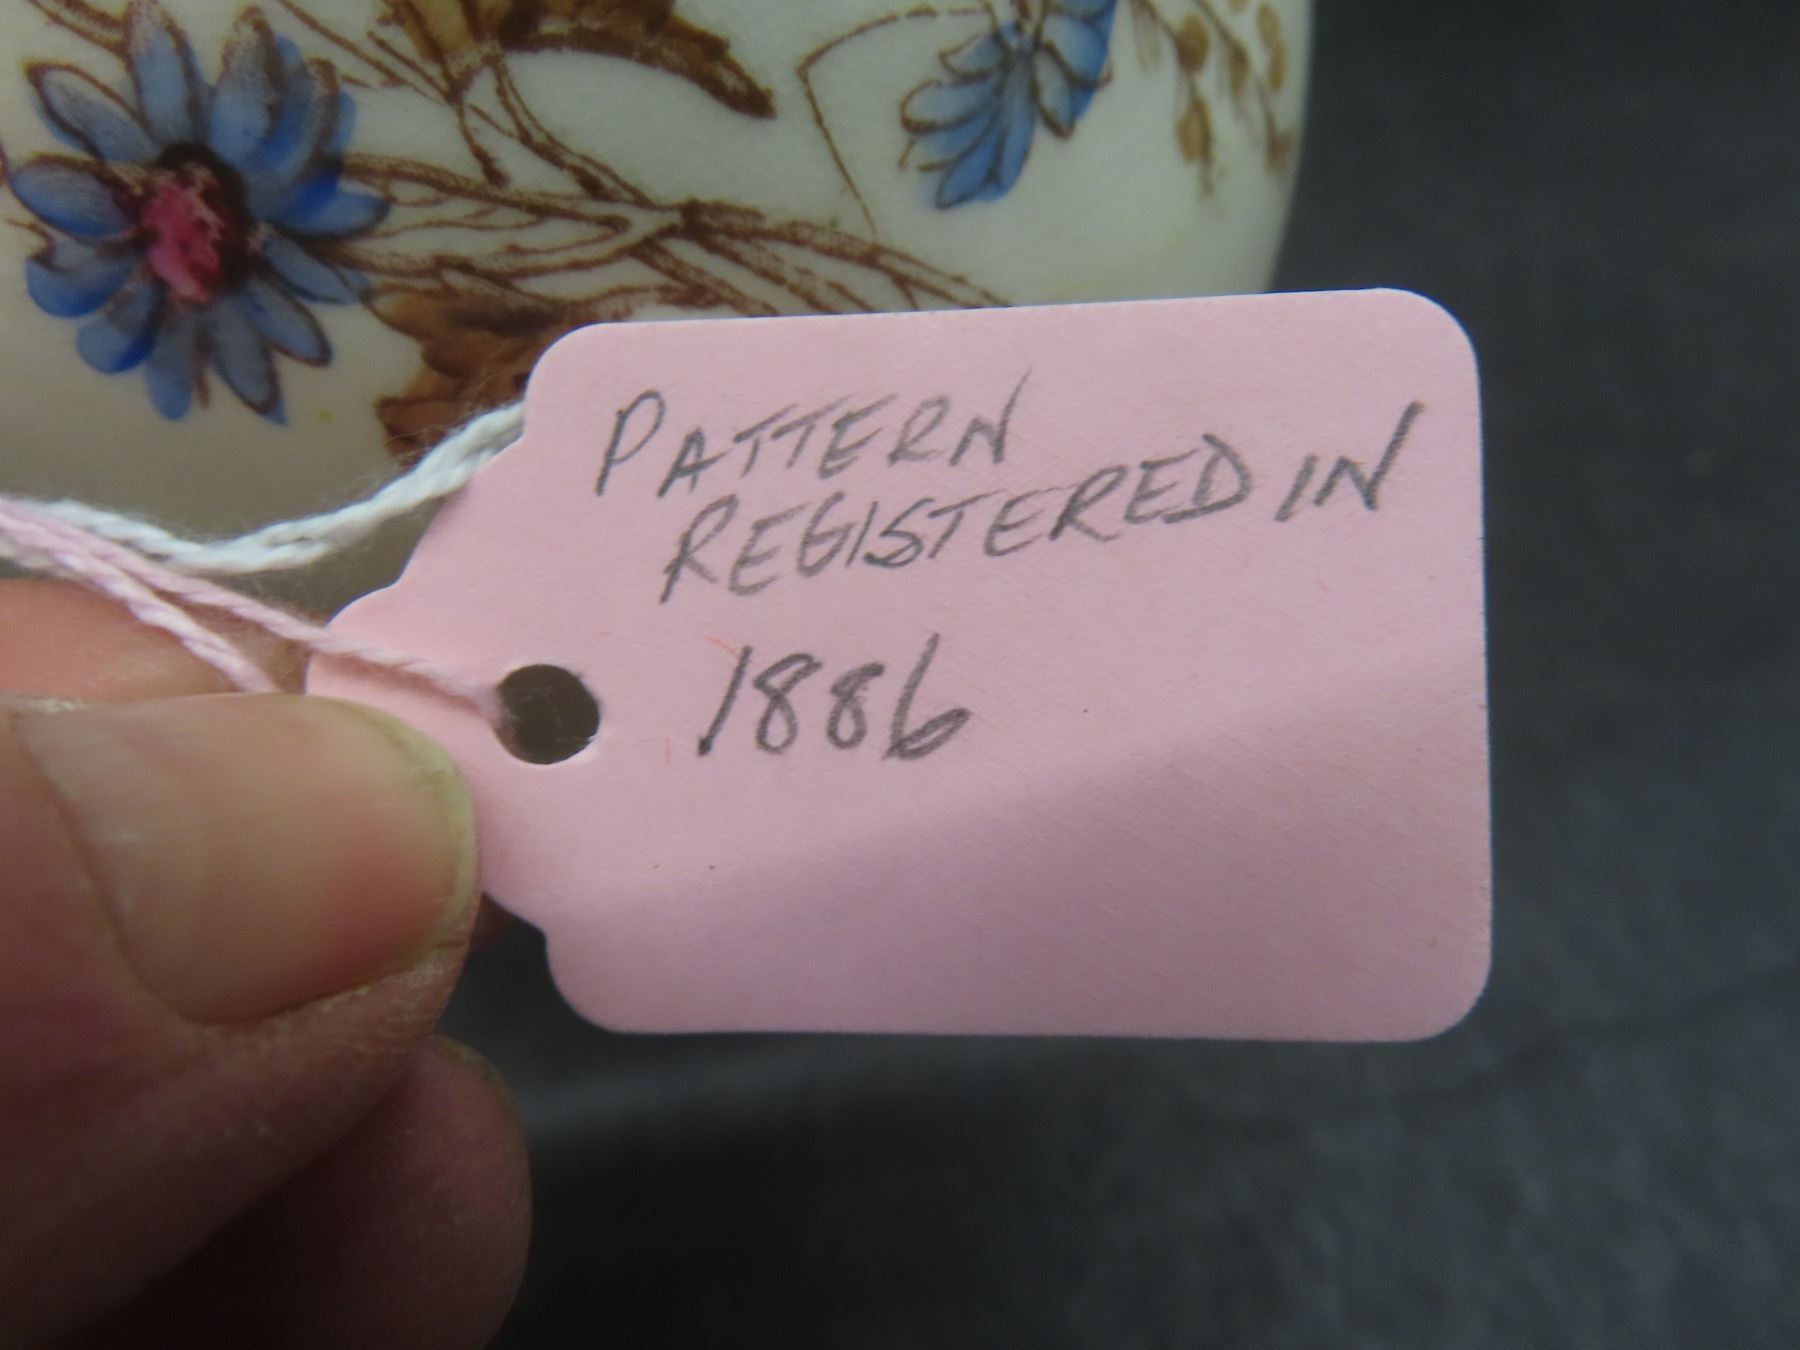 PATTERN
REGISTERED IN
1886